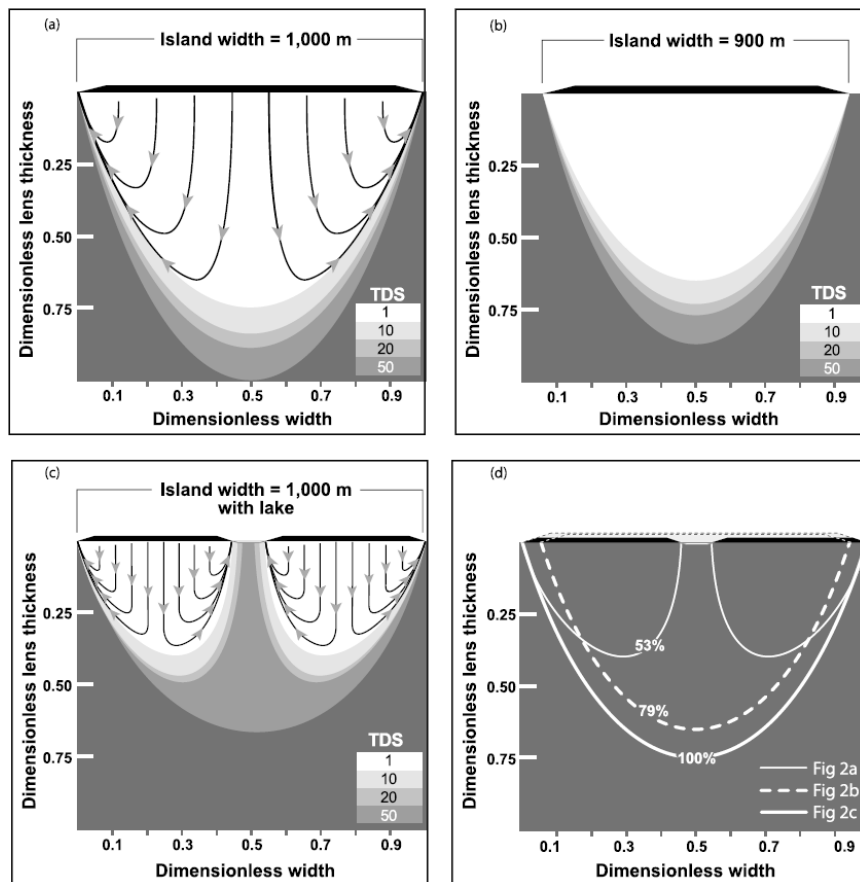 (a)
Island width = 1,000 m
Dimensionless lens thickness
0.25
0.50
0.75
TDS
1
10
20
50
0.1 0.3 0.5 0.7 0.9
Dimensionless width
(b)
Island width = 900 m
Dimensionless lens thickness
0.25
0.50
0.75
TDS
1
10
20
50
0.1 0.3 0.5 0.7 0.9
Dimensionless width
(c)
Island width = 1,000 m
with lake
Dimensionless lens thickness
0.25
0.50
0.75
TDS
1
10
20
50
0.1 0.3 0.5 0.7 0.9
Dimensionless width
(d)
Dimensionless lens thickness
0.25
0.50
0.75
53%
79%
100%
Fig 2a
Fig 2b
Fig 2c
0.1 0.3 0.5 0.7 0.9
Dimensionless width